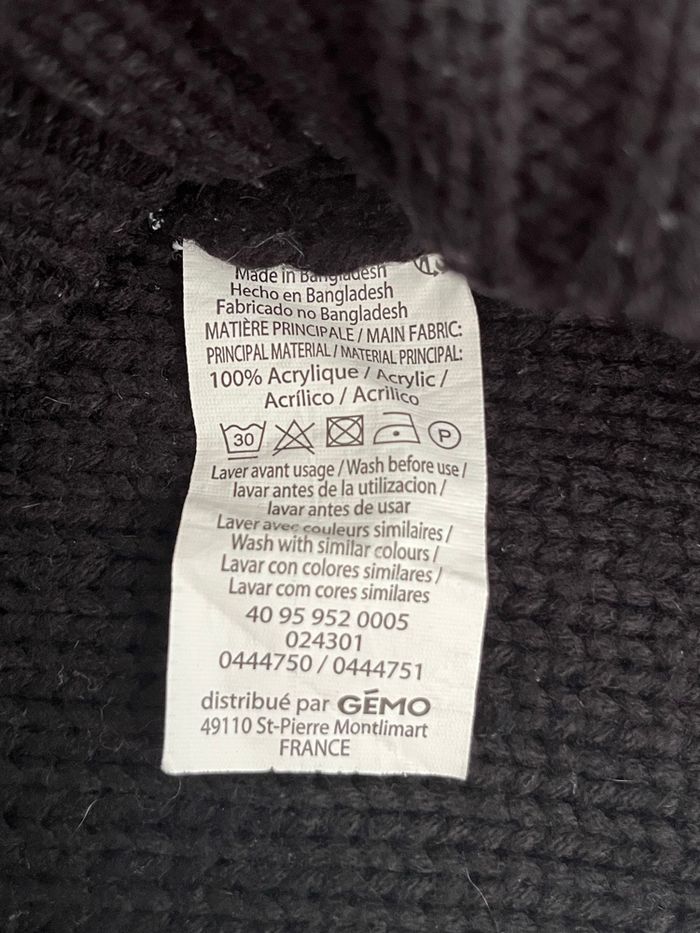 Made in Bangladesh
Hecho en Bangladesh
Fabricado no Bangladesh
MATIÈRE PRINCIPALE / MAIN FABRIC:
PRINCIPAL MATERIAL / MATERIAL PRINCIPAL:
100% Acrylique / Acrylic /
Acrílico / Acrilico
30 P
Laver avant usage / Wash before use /
lavar antes de la utilizacion /
lavar antes de usar
Laver avec couleurs similaires /
Wash with similar colours /
Lavar con colores similares /
Lavar com cores similares
40 95 952 0005
024301
0444750 / 0444751
distribué par GÉMO
49110 St-Pierre Montlimart
FRANCE